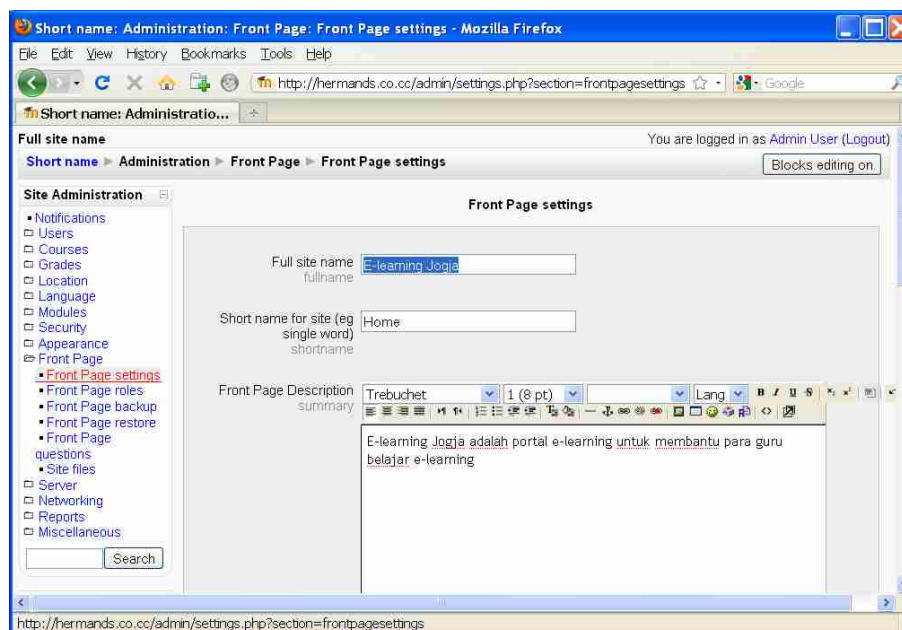 Short name: Administration: Front Page: Front Page settings - Mozilla Firefox
File Edit View History Bookmarks Tools Help
http://hermands.co.cc/admin/settings.php?section=frontpagesettings
Google
Short name: Administratio...
Full site name
You are logged in as Admin User (Logout)
Short name ► Administration ► Front Page ► Front Page settings
Blocks editing on
Site Administration
Notifications
Users
Courses
Grades
Location
Language
Modules
Security
Appearance
Front Page
Front Page settings
Front Page roles
Front Page backup
Front Page restore
Front Page
questions
Site files
Server
Networking
Reports
Miscellaneous
Search
Front Page settings
Full site name
fullname
E-learning Jogja
Short name for site (eg
single word)
shortname
Home
Front Page Description
summary
Trebuchet 1 (8 pt) Lang B I U S
E-learning Jogja adalah portal e-learning untuk membantu para guru
belajar e-learning
http://hermands.co.cc/admin/settings.php?section=frontpagesettings